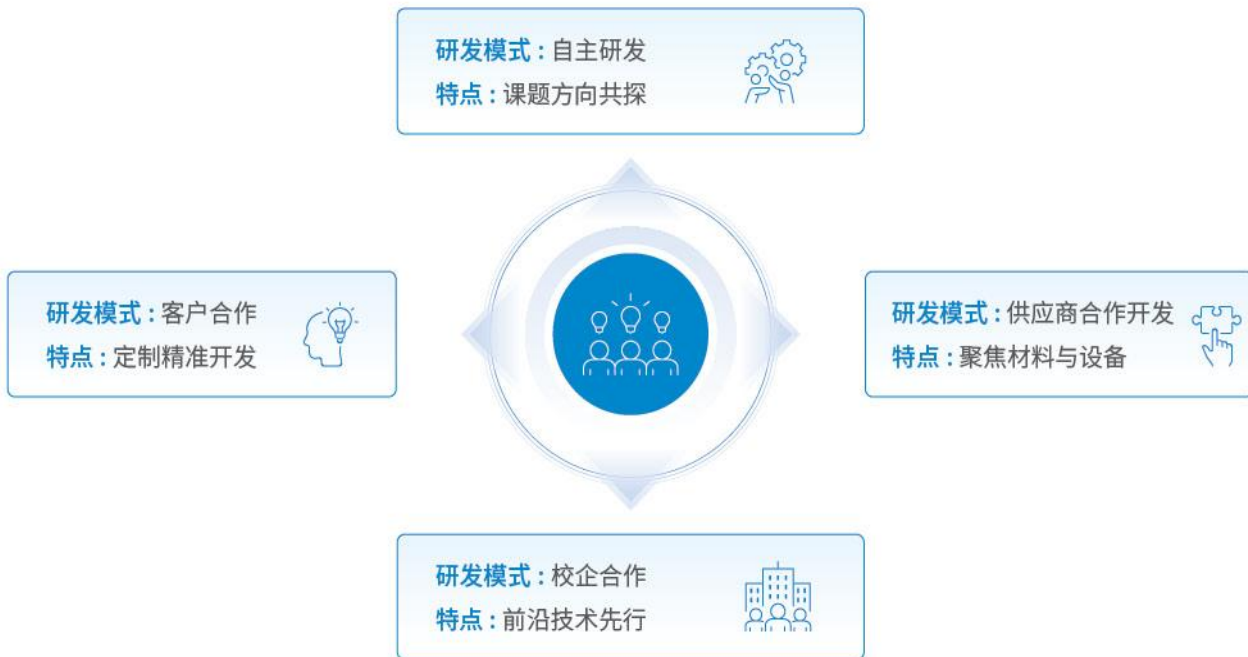 研发模式：自主研发
特点：课题方向共探
研发模式：客户合作
特点：定制精准开发
研发模式：供应商合作开发
特点：聚焦材料与设备
研发模式：校企合作
特点：前沿技术先行